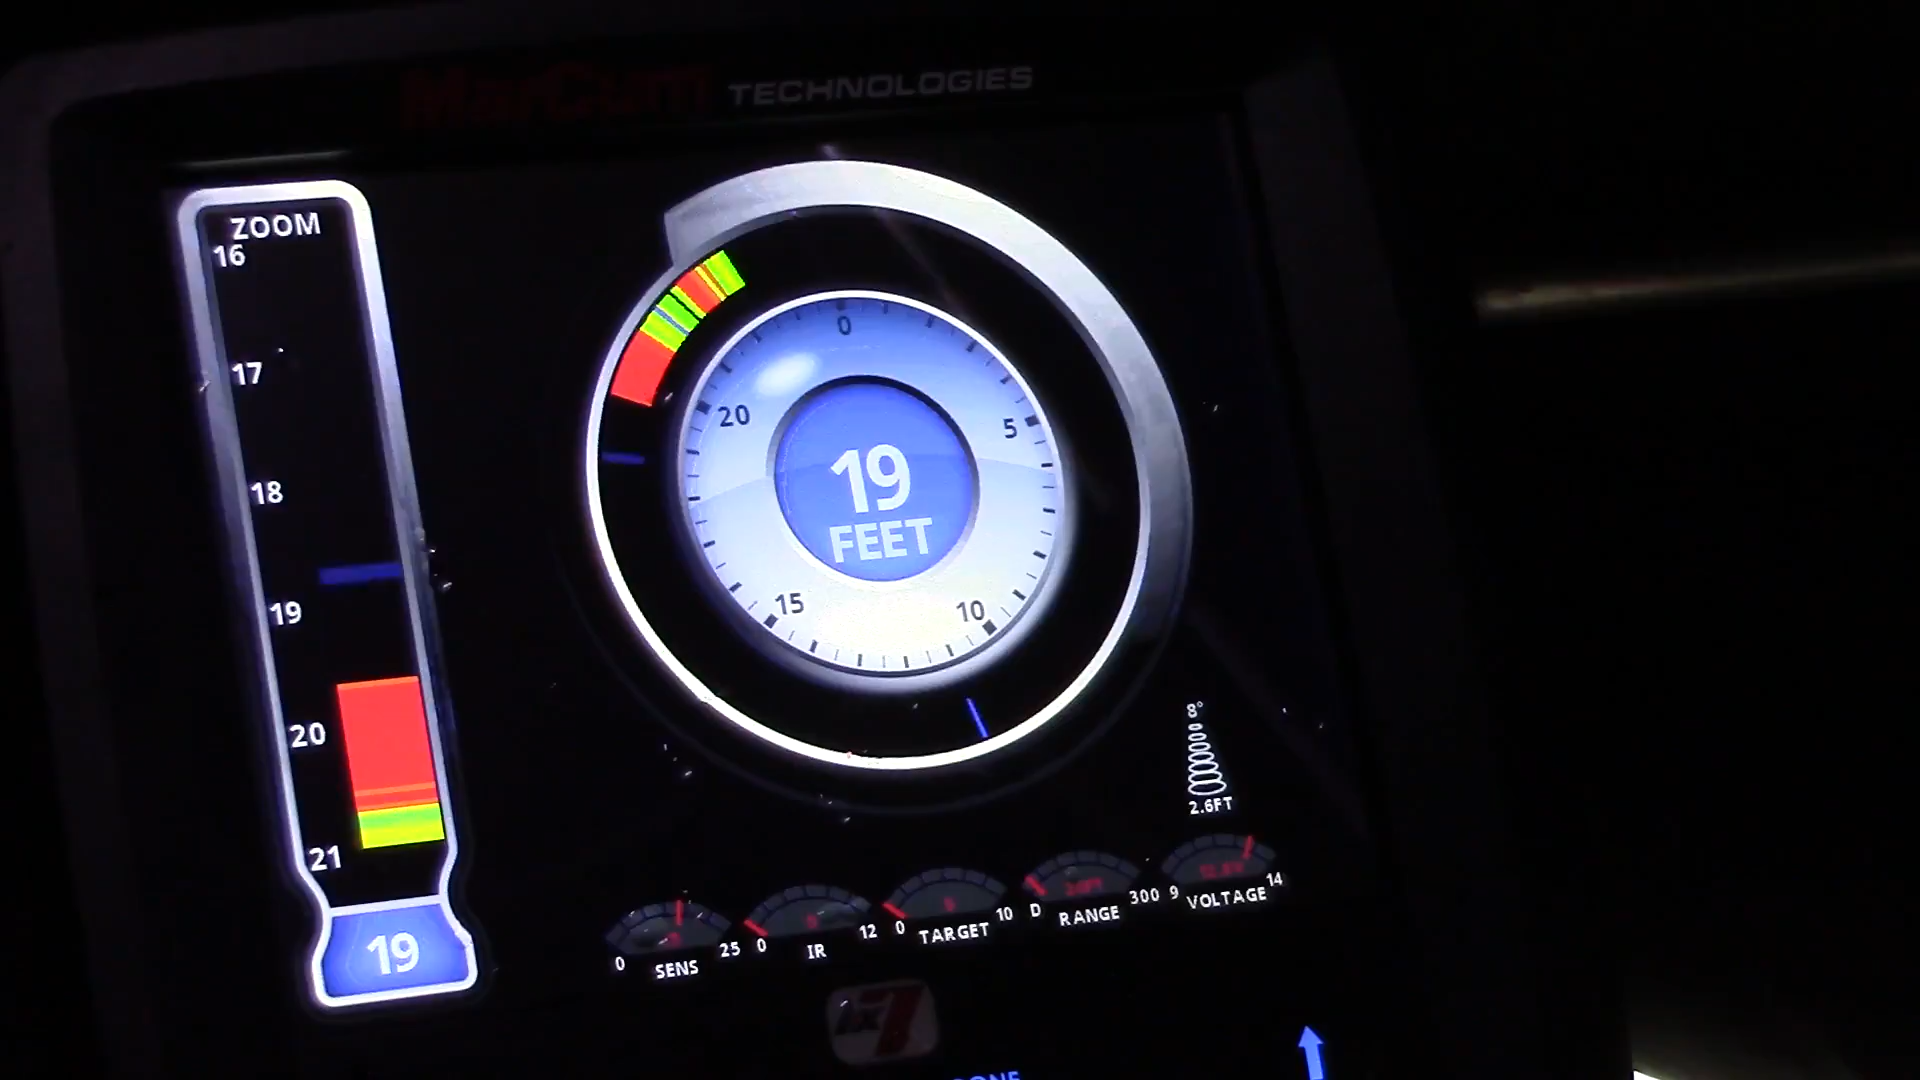 MarCum TECHNOLOGIES
ZOOM
16
17
18
19
20
21
19
0
5
10
15
20
19
FEET
8°
2.6FT
0 SENS 25
0 IR 12
0 TARGET 10
D RANGE 300
9 VOLTAGE 14